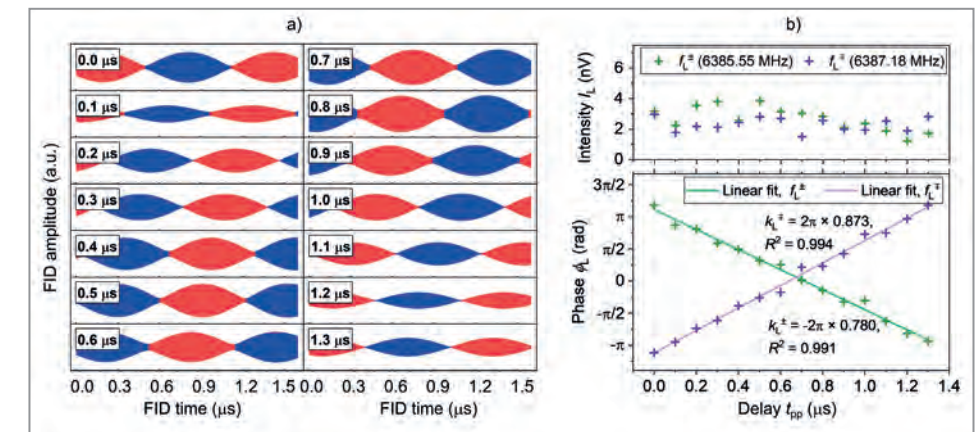 a)
0.0 μs
0.1 μs
0.2 μs
0.3 μs
0.4 μs
0.5 μs
0.6 μs
0.7 μs
0.8 μs
0.9 μs
1.0 μs
1.1 μs
1.2 μs
1.3 μs
FID amplitude (a.u.)
0.0 0.3 0.6 0.9 1.2 1.5
0.0 0.3 0.6 0.9 1.2 1.5
FID time (μs)
FID time (μs)
b)
Intensity I_L (nV)
6
4
2
0
f_L^± (6385.55 MHz) f_L^∓ (6387.18 MHz)
Phase ϕ_L (rad)
3π/2
π
π/2
0
-π/2
-π
Linear fit, f_L^± Linear fit, f_L^∓
k_L^∓ = 2π × 0.873,
R² = 0.994
k_L^± = -2π × 0.780,
R² = 0.991
0.0 0.2 0.4 0.6 0.8 1.0 1.2 1.4
Delay t_pp (μs)